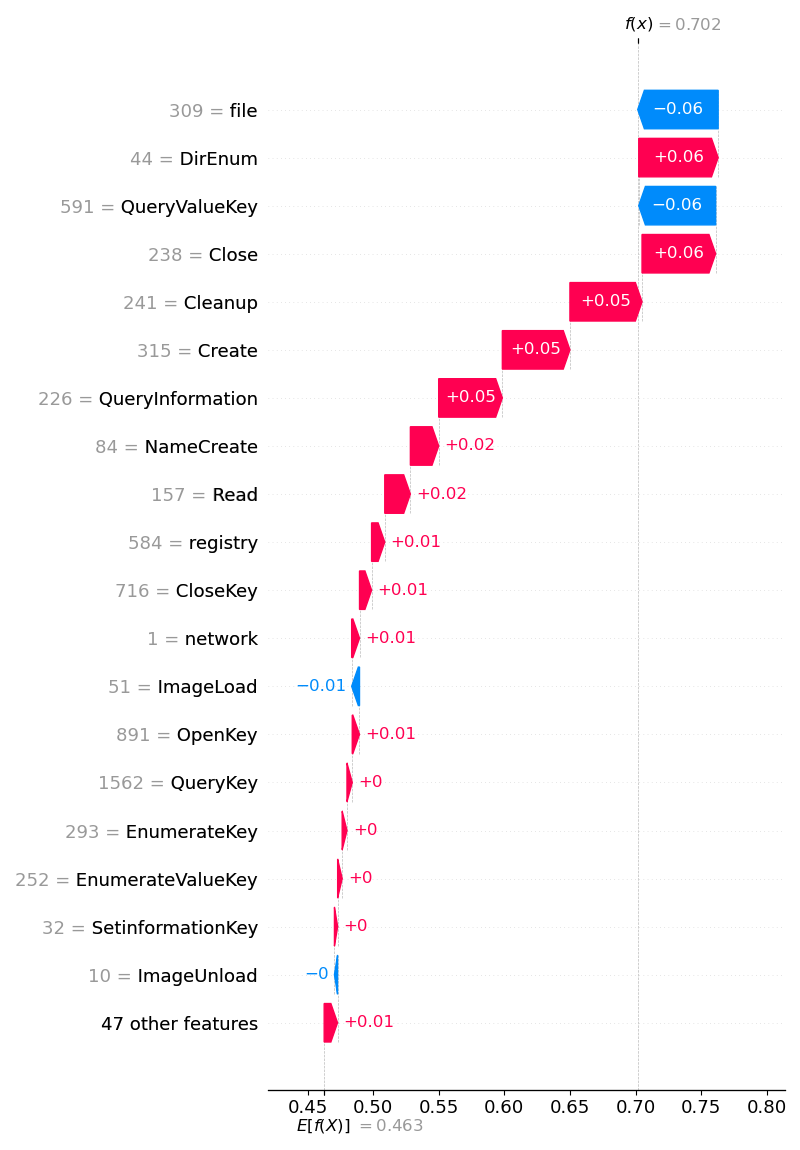 f(x) = 0.702
309 = file −0.06
44 = DirEnum +0.06
591 = QueryValueKey −0.06
238 = Close +0.06
241 = Cleanup +0.05
315 = Create +0.05
226 = QueryInformation +0.05
84 = NameCreate +0.02
157 = Read +0.02
584 = registry +0.01
716 = CloseKey +0.01
1 = network +0.01
51 = ImageLoad −0.01
891 = OpenKey +0.01
1562 = QueryKey +0
293 = EnumerateKey +0
252 = EnumerateValueKey +0
32 = SetinformationKey +0
10 = ImageUnload −0
47 other features +0.01
0.45 0.50 0.55 0.60 0.65 0.70 0.75 0.80
E[f(X)] = 0.463